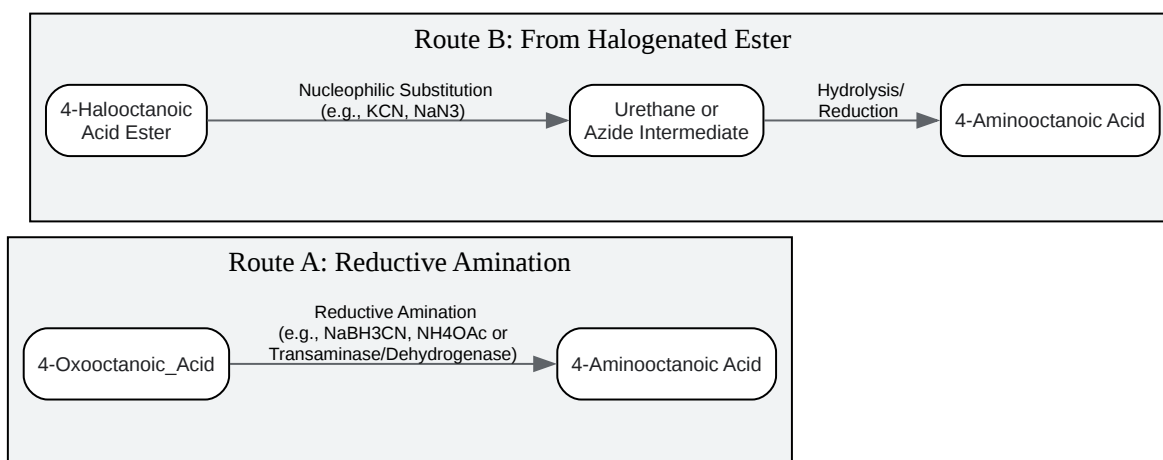 Route B: From Halogenated Ester
4-Halooctanoic
Acid Ester
Nucleophilic Substitution
(e.g., KCN, NaN3)
Urethane or
Azide Intermediate
Hydrolysis/
Reduction
4-Aminooctanoic Acid
Route A: Reductive Amination
4-Oxooctanoic_Acid
Reductive Amination
(e.g., NaBH3CN, NH4OAc or
Transaminase/Dehydrogenase)
4-Aminooctanoic Acid